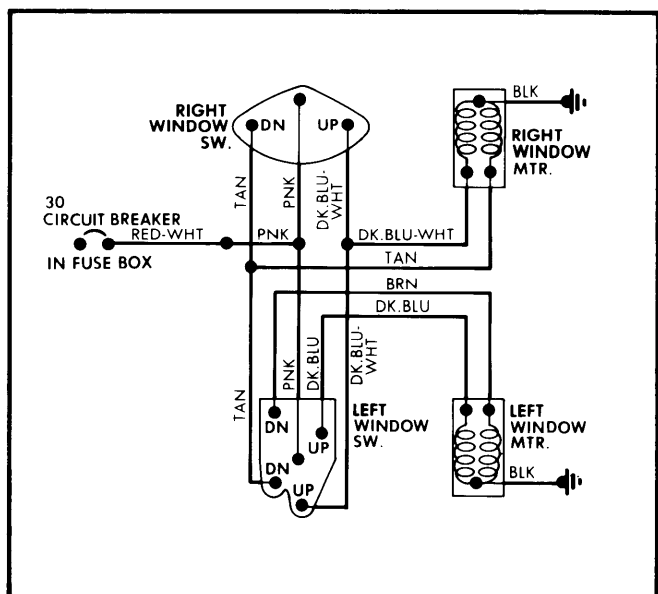 RIGHT
WINDOW
SW.
DN
UP
BLK
RIGHT
WINDOW
MTR.
TAN
PNK
DK.BLU-
WHT
30
CIRCUIT BREAKER
RED-WHT
PNK
DK.BLU-WHT
IN FUSE BOX
TAN
BRN
DK.BLU
TAN
PNK
DK.BLU
DK.BLU-
WHT
DN
UP
DN
UP
LEFT
WINDOW
SW.
LEFT
WINDOW
MTR.
BLK